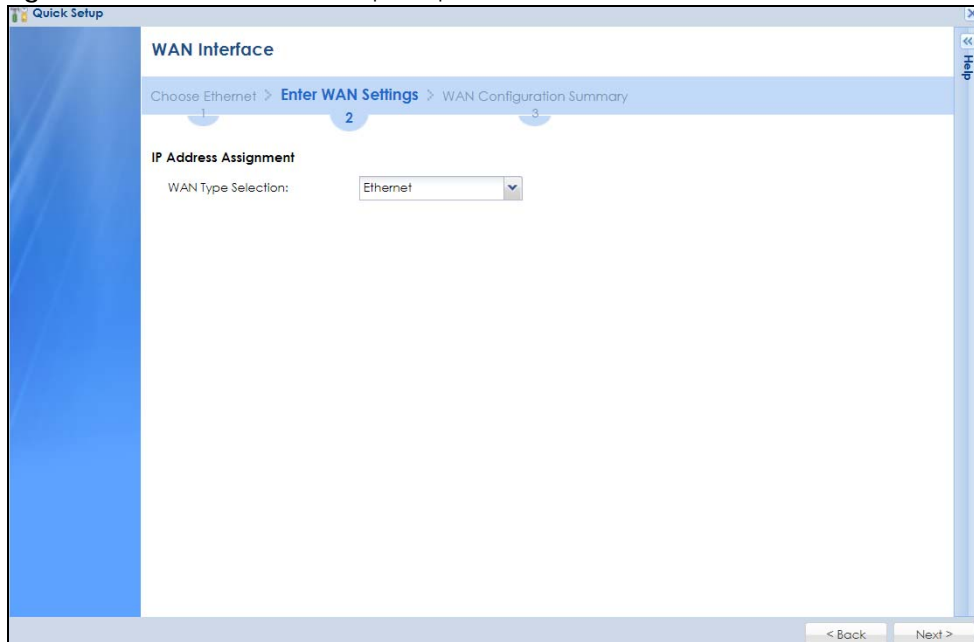 Quick Setup
WAN Interface
Choose Ethernet > Enter WAN Settings > WAN Configuration Summary
1 2 3
IP Address Assignment
WAN Type Selection: Ethernet
Help
< Back Next >